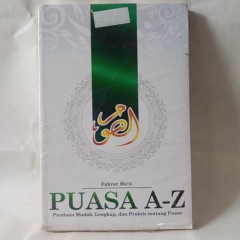 الصوم
Fahrur Mu'is
PUASA A-Z
Panduan Mudah, Lengkap, dan Praktis tentang Puasa